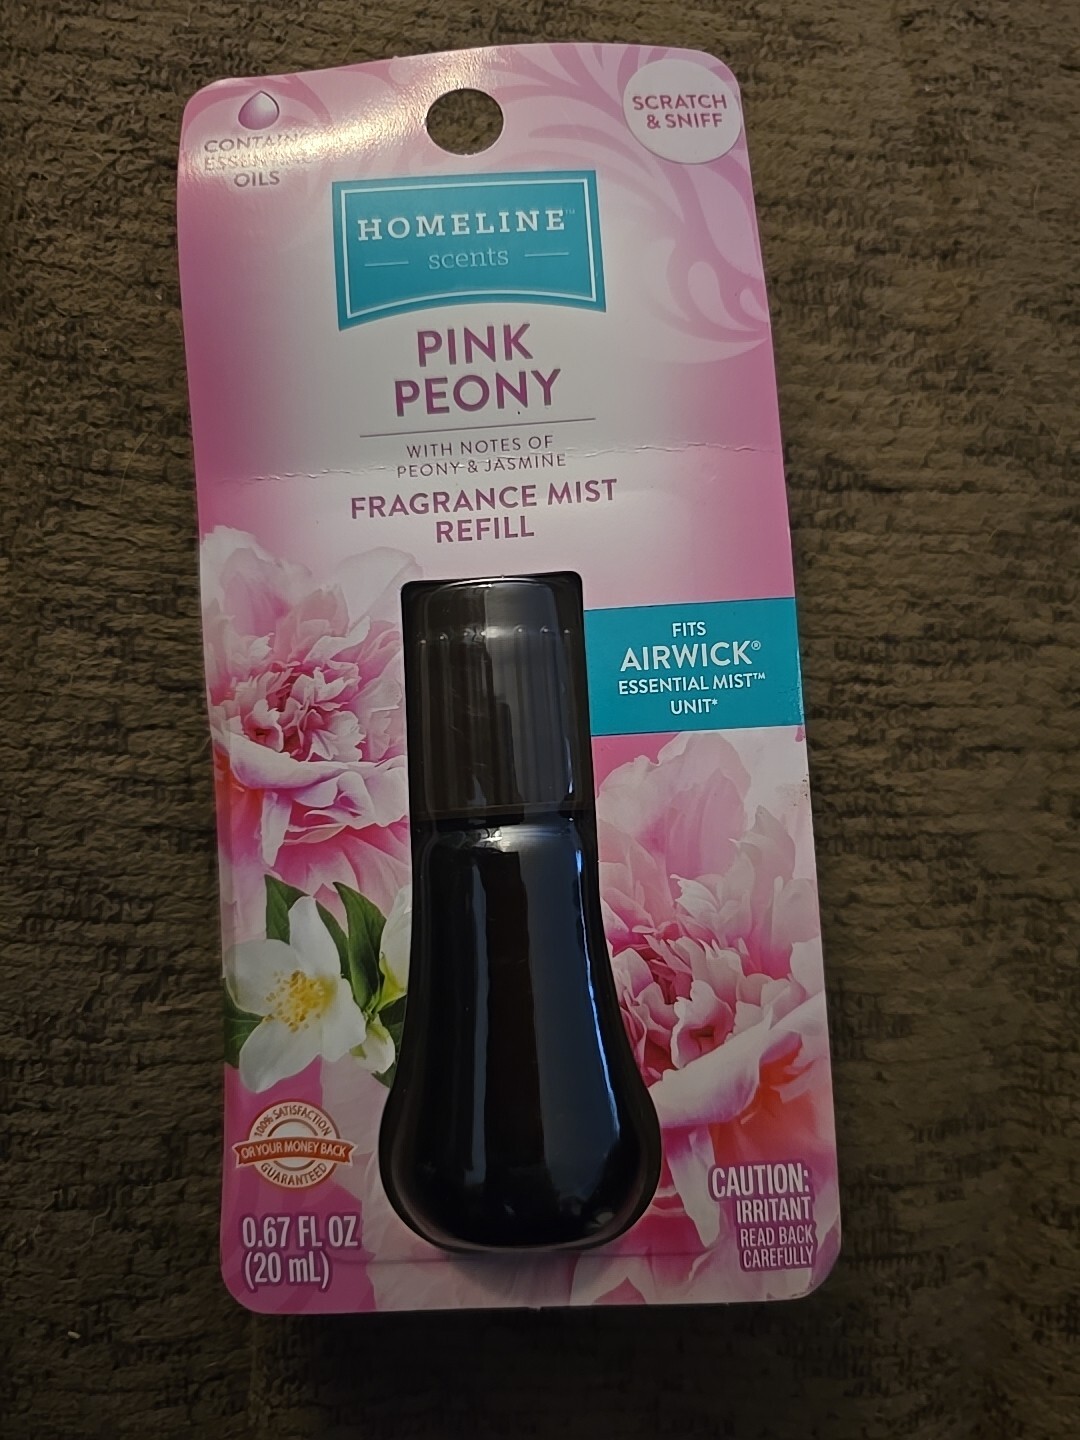 CONTAINS
ESSENTIAL
OILS
SCRATCH
& SNIFF
HOMELINE™
scents
PINK
PEONY
WITH NOTES OF
PEONY & JASMINE
FRAGRANCE MIST
REFILL
FITS
AIRWICK®
ESSENTIAL MIST™
UNIT*
100% SATISFACTION
OR YOUR MONEY BACK
GUARANTEED
0.67 FL OZ
(20 mL)
CAUTION:
IRRITANT
READ BACK
CAREFULLY